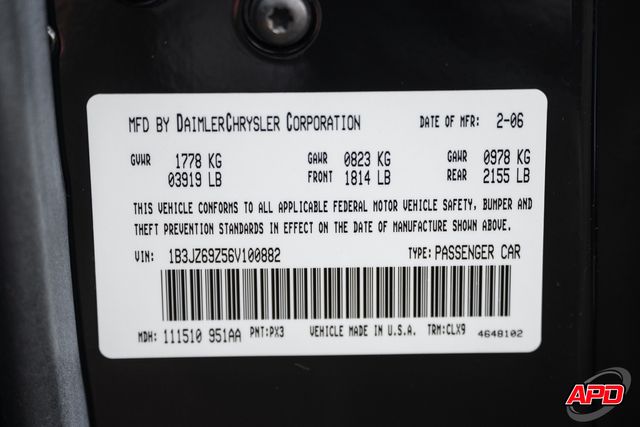 MFD BY DAIMLERCHRYSLER CORPORATION DATE OF MFR: 2-06
GVWR 1778 KG GAWR 0823 KG GAWR 0978 KG
03919 LB FRONT 1814 LB REAR 2155 LB
THIS VEHICLE CONFORMS TO ALL APPLICABLE FEDERAL MOTOR VEHICLE SAFETY, BUMPER AND
THEFT PREVENTION STANDARDS IN EFFECT ON THE DATE OF MANUFACTURE SHOWN ABOVE.
VIN: 1B3JZ69Z56V100882 TYPE: PASSENGER CAR
MDH: 111510 951AA PNT:PX3 VEHICLE MADE IN U.S.A. TRM:CLX9 4648102
APD